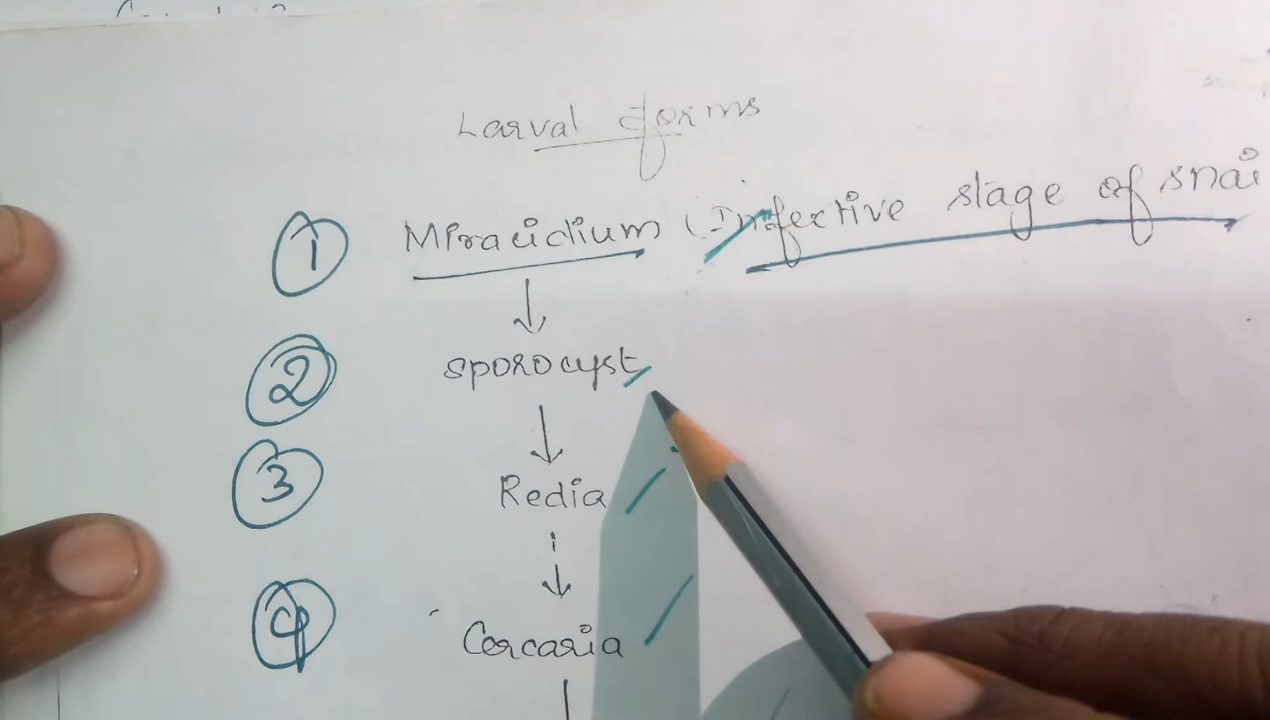 Larval forms
1 Miracidium (Infective stage of snai
2 sporocyst
3 Redia
4 Cercaria